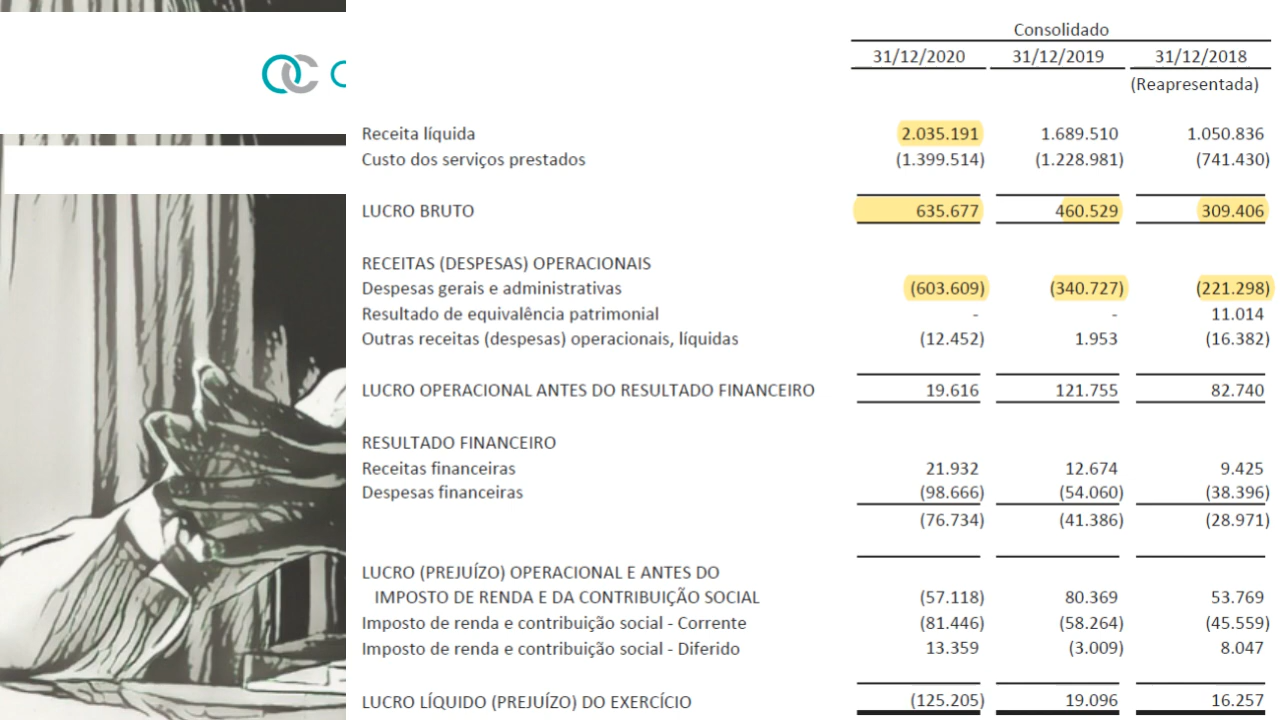 Consolidado
31/12/2020 31/12/2019 31/12/2018
(Reapresentada)
Receita líquida 2.035.191 1.689.510 1.050.836
Custo dos serviços prestados (1.399.514) (1.228.981) (741.430)
LUCRO BRUTO 635.677 460.529 309.406
RECEITAS (DESPESAS) OPERACIONAIS
Despesas gerais e administrativas (603.609) (340.727) (221.298)
Resultado de equivalência patrimonial - - 11.014
Outras receitas (despesas) operacionais, líquidas (12.452) 1.953 (16.382)
LUCRO OPERACIONAL ANTES DO RESULTADO FINANCEIRO 19.616 121.755 82.740
RESULTADO FINANCEIRO
Receitas financeiras 21.932 12.674 9.425
Despesas financeiras (98.666) (54.060) (38.396)
(76.734) (41.386) (28.971)
LUCRO (PREJUÍZO) OPERACIONAL E ANTES DO
IMPOSTO DE RENDA E DA CONTRIBUIÇÃO SOCIAL (57.118) 80.369 53.769
Imposto de renda e contribuição social - Corrente (81.446) (58.264) (45.559)
Imposto de renda e contribuição social - Diferido 13.359 (3.009) 8.047
LUCRO LÍQUIDO (PREJUÍZO) DO EXERCÍCIO (125.205) 19.096 16.257